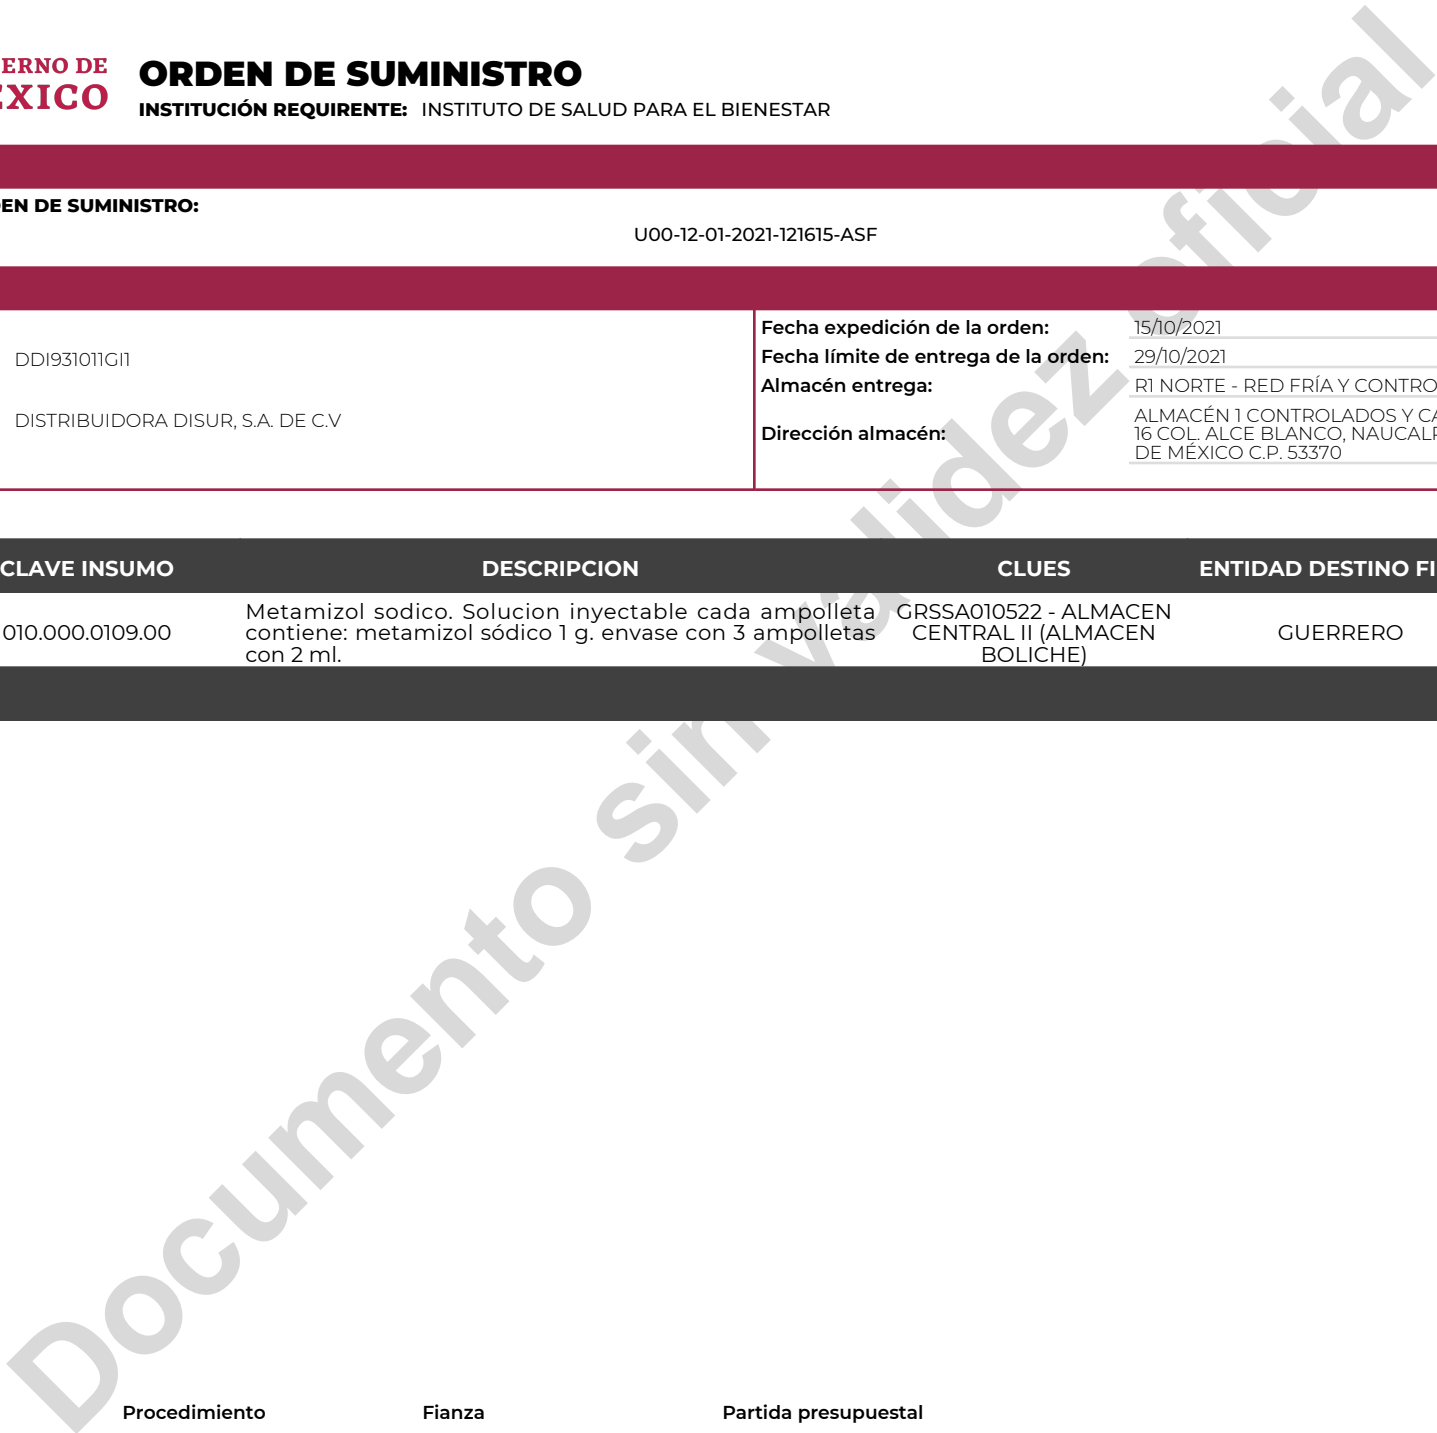 ERNO DE
EXICO
ORDEN DE SUMINISTRO
INSTITUCIÓN REQUIRENTE: INSTITUTO DE SALUD PARA EL BIENESTAR
EN DE SUMINISTRO:
U00-12-01-2021-121615-ASF
DDI931011GI1
DISTRIBUIDORA DISUR, S.A. DE C.V
Fecha expedición de la orden: 15/10/2021
Fecha límite de entrega de la orden: 29/10/2021
Almacén entrega: R1 NORTE - RED FRÍA Y CONTRO
Dirección almacén:
ALMACÉN 1 CONTROLADOS Y CA
16 COL. ALCE BLANCO, NAUCALP
DE MÉXICO C.P. 53370
CLAVE INSUMO DESCRIPCION CLUES ENTIDAD DESTINO FI
010.000.0109.00
Metamizol sodico. Solucion inyectable cada ampolleta
contiene: metamizol sódico 1 g. envase con 3 ampolletas
con 2 ml.
GRSSA010522 - ALMACEN
CENTRAL II (ALMACEN
BOLICHE)
GUERRERO
Documento sin validez oficial
Procedimiento Fianza Partida presupuestal